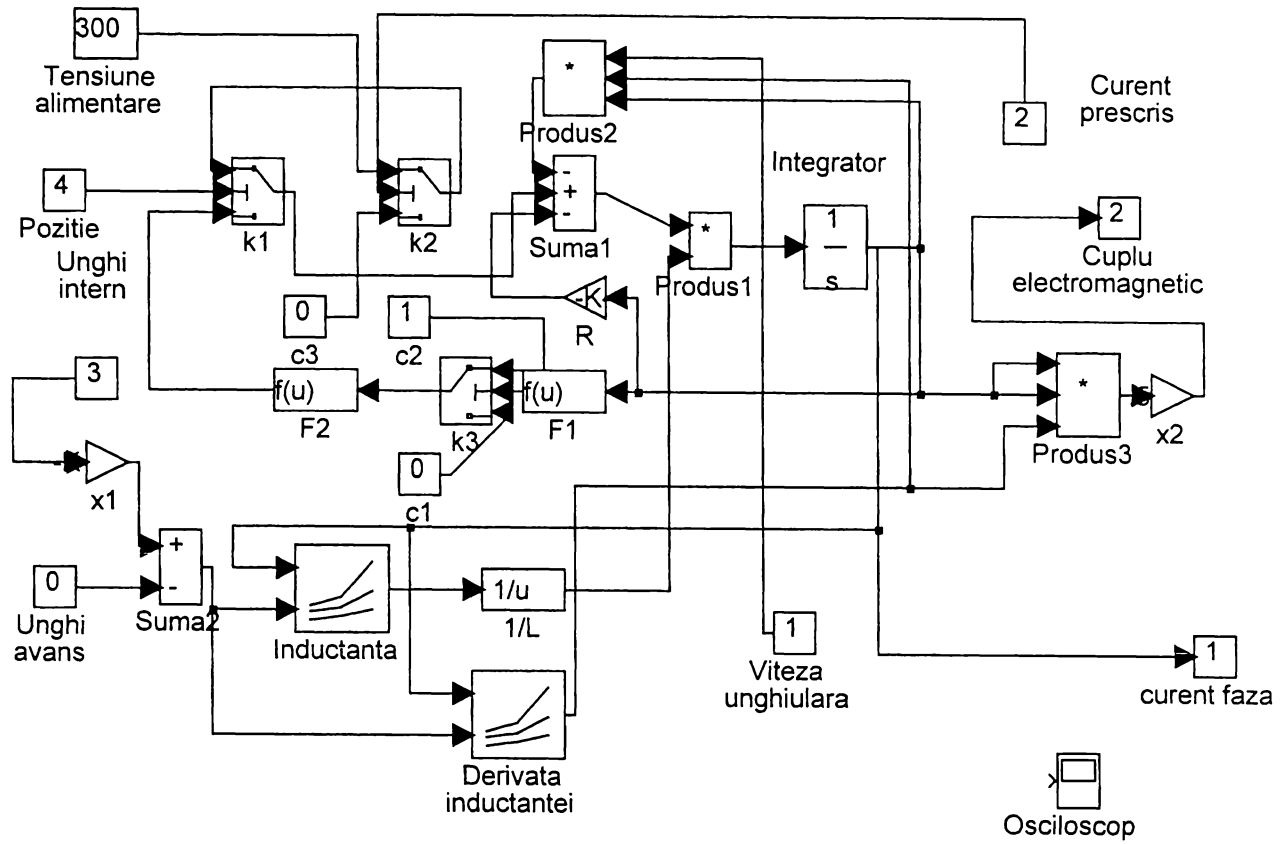 300
Tensiune
alimentare
*
Produs2
Curent
prescris
2
Integrator
4
Pozitie
k1
k2
-
+
-
Suma1
*
Produs1
1
s
2
Cuplu
electromagnetic
Unghi
intern
0
c3
1
c2
-K
R
3
f(u)
F2
k3
f(u)
F1
*
Produs3
x2
x1
0
c1
+
-
Suma2
0
Unghi
avans
Inductanta
1/u
1/L
1
Viteza
unghiulara
1
curent faza
Derivata
inductantei
Osciloscop